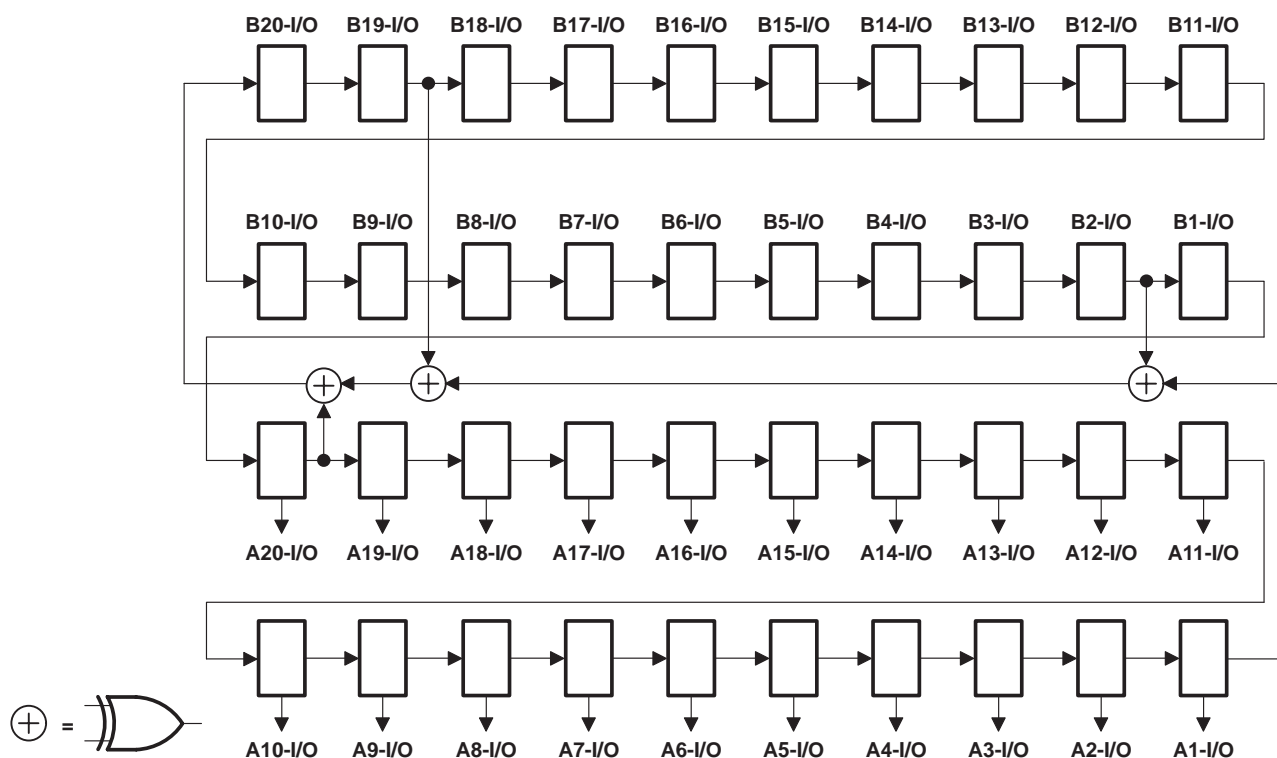 B20-I/O B19-I/O B18-I/O B17-I/O B16-I/O B15-I/O B14-I/O B13-I/O B12-I/O B11-I/O
B10-I/O B9-I/O B8-I/O B7-I/O B6-I/O B5-I/O B4-I/O B3-I/O B2-I/O B1-I/O
A20-I/O A19-I/O A18-I/O A17-I/O A16-I/O A15-I/O A14-I/O A13-I/O A12-I/O A11-I/O
=
A10-I/O A9-I/O A8-I/O A7-I/O A6-I/O A5-I/O A4-I/O A3-I/O A2-I/O A1-I/O